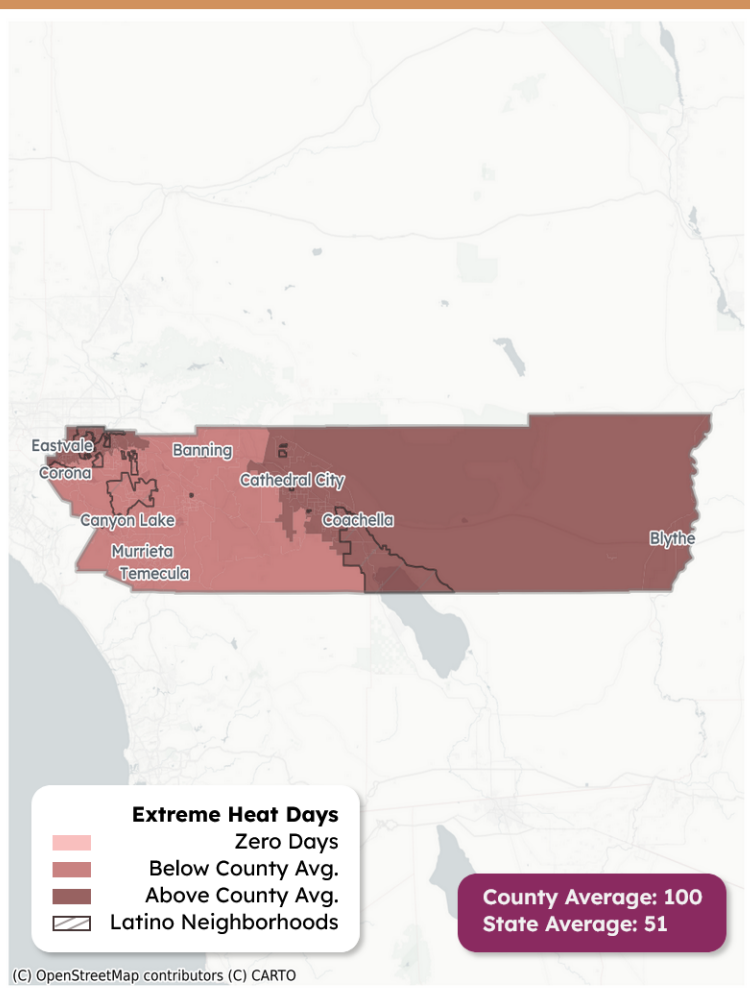 Eastvale
Banning
Corona
Cathedral City
Canyon Lake
Coachella
Blythe
Murrieta
Temecula
Extreme Heat Days
Zero Days
Below County Avg.
Above County Avg.
Latino Neighborhoods
County Average: 100
State Average: 51
(C) OpenStreetMap contributors (C) CARTO